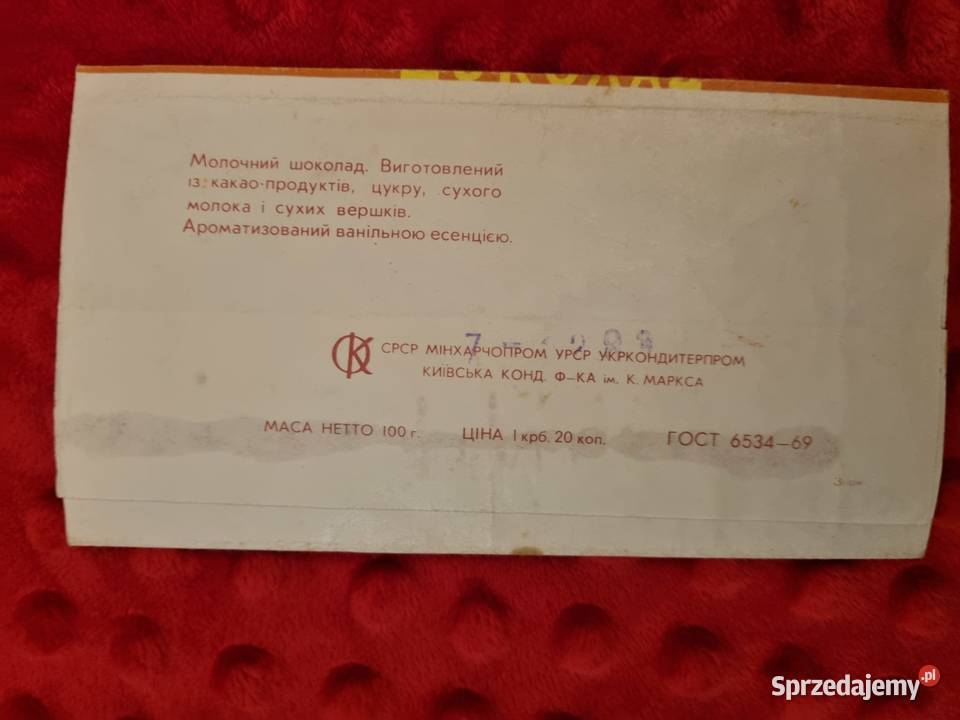 Молочний шоколад. Виготовлений
із какао-продуктів, цукру, сухого
молока і сухих вершків.
Ароматизований ванільною есенцією.
СРСР МІНХАРЧОПРОМ УРСР УКРКОНДИТЕРПРОМ
КИЇВСЬКА КОНД. Ф-КА ім. К. МАРКСА
МАСА НЕТТО 100 г. ЦІНА 1 крб. 20 коп. ГОСТ 6534-69
Sprzedajemy.pl